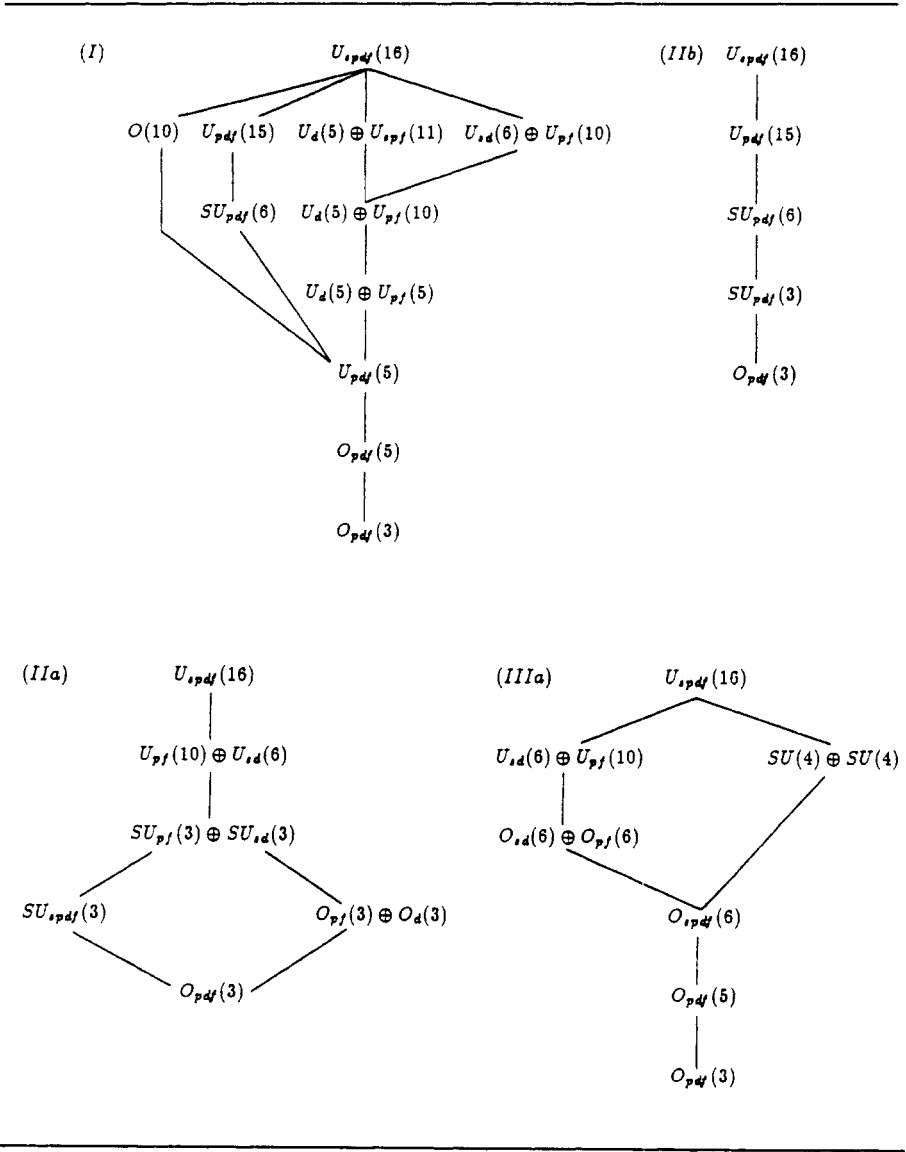 (I) U_{spdf}(16) (IIb) U_{spdf}(16)
O(10) U_{pdf}(15) U_d(5) ⊕ U_{spf}(11) U_{sd}(6) ⊕ U_{pf}(10) U_{pdf}(15)
SU_{pdf}(6) U_d(5) ⊕ U_{pf}(10) SU_{pdf}(6)
U_d(5) ⊕ U_{pf}(5) SU_{pdf}(3)
U_{pdf}(5) O_{pdf}(3)
O_{pdf}(5)
O_{pdf}(3)
(IIa) U_{spdf}(16) (IIIa) U_{spdf}(16)
U_{pf}(10) ⊕ U_{sd}(6) U_{sd}(6) ⊕ U_{pf}(10) SU(4) ⊕ SU(4)
SU_{pf}(3) ⊕ SU_{sd}(3) O_{sd}(6) ⊕ O_{pf}(6)
SU_{spdf}(3) O_{pf}(3) ⊕ O_d(3) O_{spdf}(6)
O_{pdf}(3) O_{pdf}(5)
O_{pdf}(3)